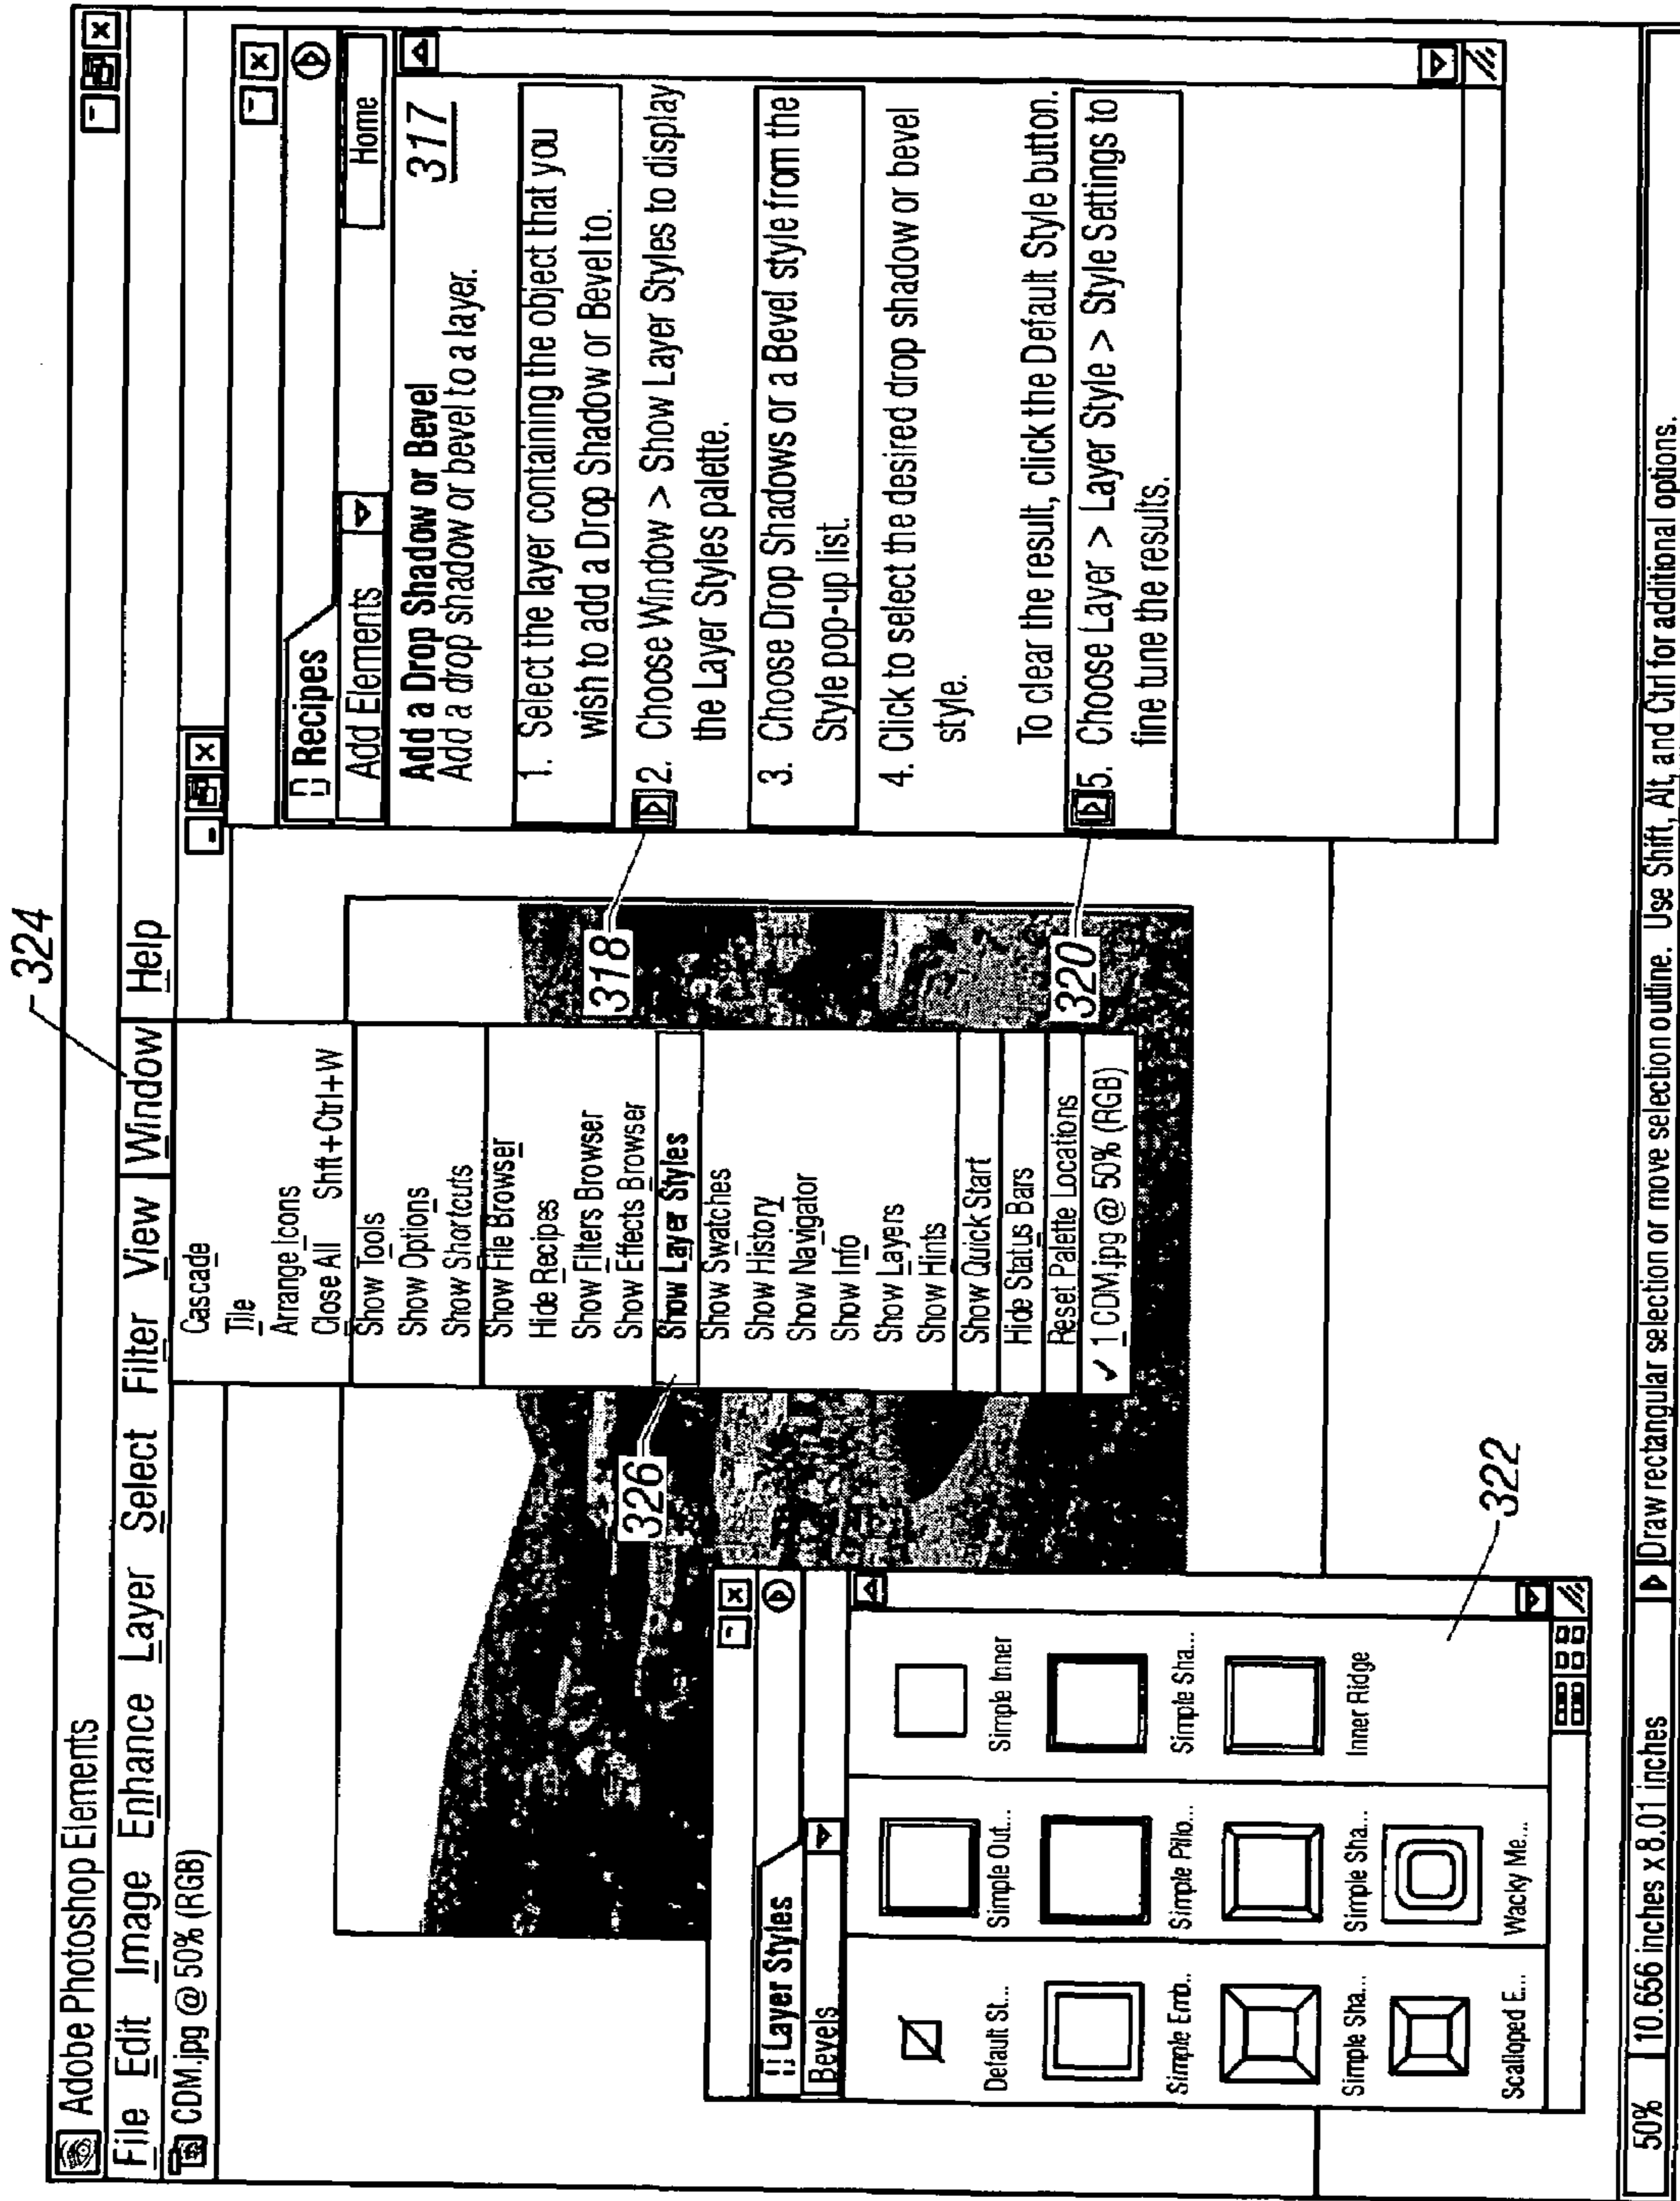 324
Adobe Photoshop Elements
File Edit Image Enhance Layer Select Filter View Window Help
CDM.jpg @ 50% (RGB)
Cascade
Tile
Arrange Icons
Close All Shft+Ctrl+W
Show Tools
Show Options
Show Shortcuts
Show File Browser
Hide Recipes
Show Filters Browser
Show Effects Browser
Show Layer Styles
Show Swatches
Show History
Show Navigator
Show Info
Show Layers
Show Hints
Show Quick Start
Hide Status Bars
Reset Palette Locations
✓ 1 CDM.jpg @ 50% (RGB)
326
318
320
Recipes
Add Elements
Home
Add a Drop Shadow or Bevel
317
Add a drop shadow or bevel to a layer.
1. Select the layer containing the object that you
wish to add a Drop Shadow or Bevel to.
2. Choose Window > Show Layer Styles to display
the Layer Styles palette.
3. Choose Drop Shadows or a Bevel style from the
Style pop-up list.
4. Click to select the desired drop shadow or bevel
style.
To clear the result, click the Default Style button.
5. Choose Layer > Layer Style > Style Settings to
fine tune the results.
Layer Styles
Bevels
Default St...
Simple Out...
Simple Inner
Simple Emb...
Simple Pillo...
Simple Sha...
Simple Sha...
Simple Sha...
Inner Ridge
Scalloped E...
Wacky Me...
322
50% 10.656 inches x 8.01 inches Draw rectangular selection or move selection outline. Use Shift, Alt, and Ctrl for additional options.